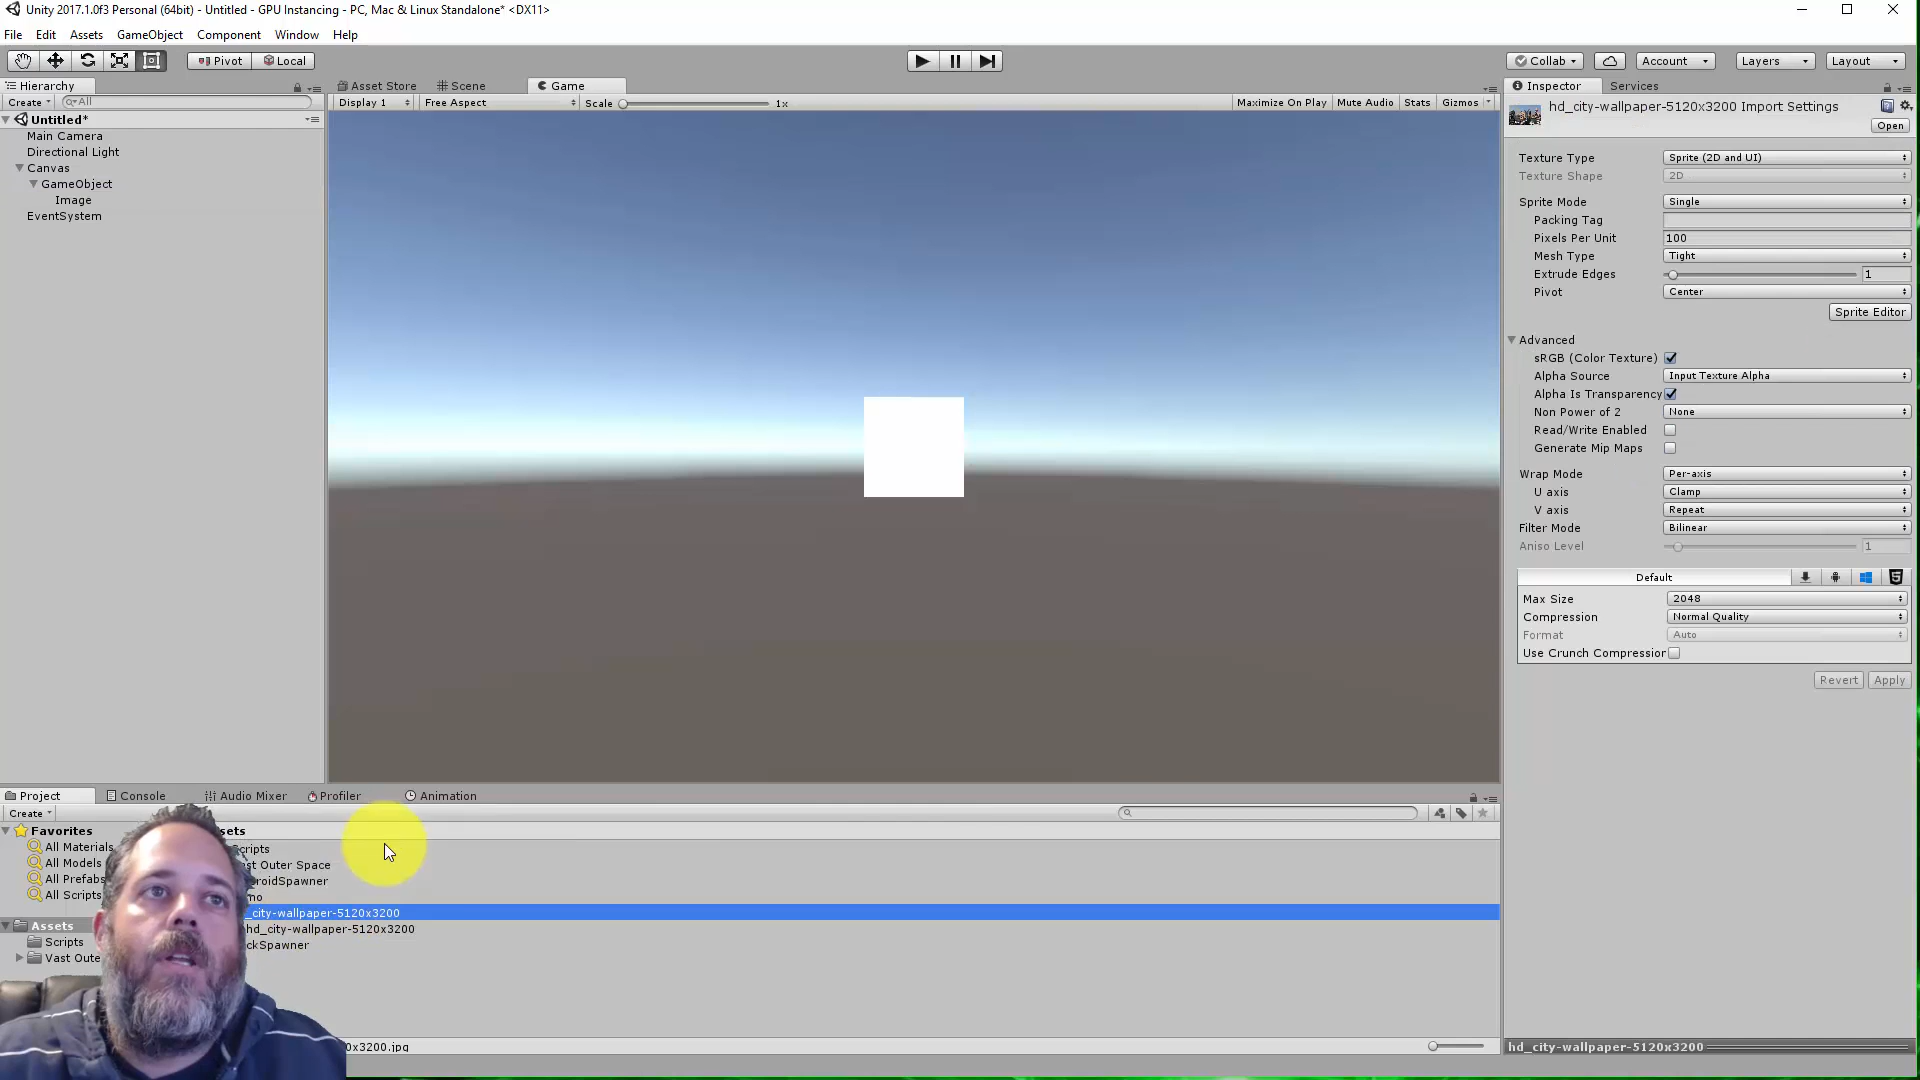 Unity 2017.1.0f3 Personal (64bit) - Untitled - GPU Instancing - PC, Mac & Linux Standalone* <DX11>
File Edit Assets GameObject Component Window Help
Pivot Local Collab Account Layers Layout
Hierarchy Asset Store Scene Game Inspector Services
Create All Display 1 Free Aspect Scale 1x Maximize On Play Mute Audio Stats Gizmos
hd_city-wallpaper-5120x3200 Import Settings
Open
Untitled*
Main Camera
Directional Light
Canvas
GameObject
Image
EventSystem
Texture Type Sprite (2D and UI)
Texture Shape 2D
Sprite Mode Single
Packing Tag
Pixels Per Unit 100
Mesh Type Tight
Extrude Edges 1
Pivot Center
Sprite Editor
Advanced
sRGB (Color Texture)
Alpha Source Input Texture Alpha
Alpha Is Transparency
Non Power of 2 None
Read/Write Enabled
Generate Mip Maps
Wrap Mode Per-axis
U axis Clamp
V axis Repeat
Filter Mode Bilinear
Aniso Level 1
Default
Max Size 2048
Compression Normal Quality
Format Auto
Use Crunch Compression
Revert Apply
Project Console Audio Mixer Profiler Animation
Create
Favorites
All Materials
All Models
All Prefabs
All Scripts
Assets
Scripts
Vast Oute
sets
Scripts
st Outer Space
roidSpawner
mo
_city-wallpaper-5120x3200
hd_city-wallpaper-5120x3200
ckSpawner
0x3200.jpg
hd_city-wallpaper-5120x3200